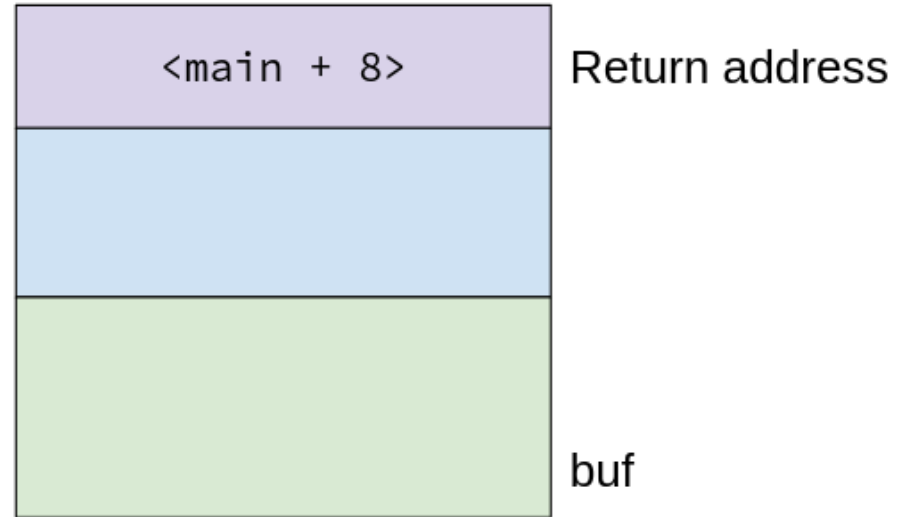 <main + 8> Return address
buf